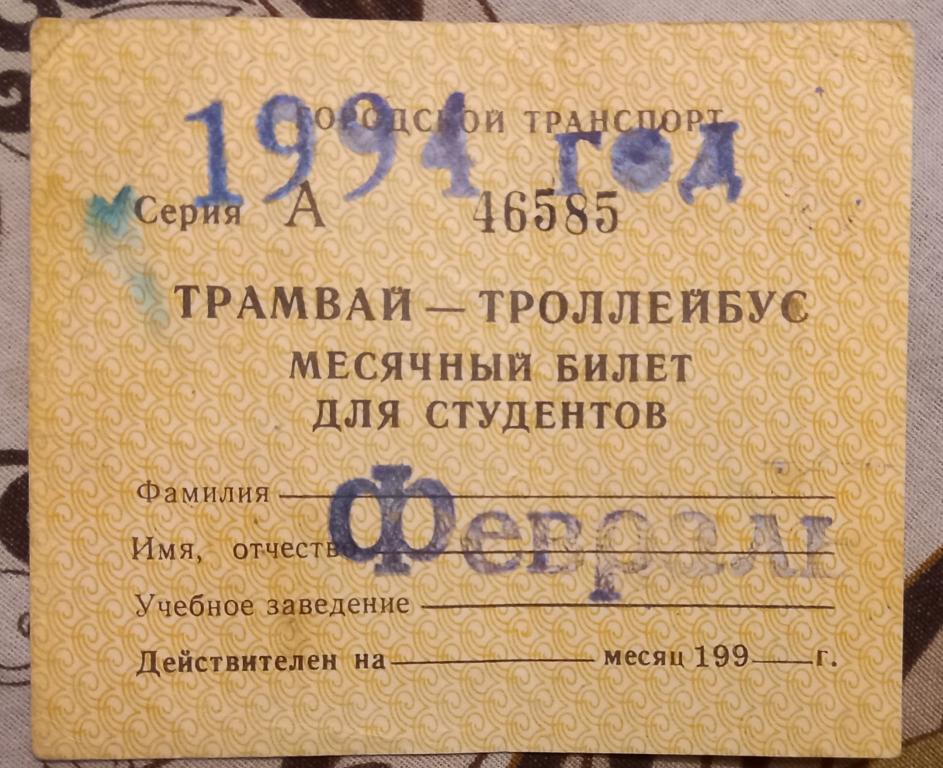 ГОРОДСКОЙ ТРАНСПОРТ
1994 год
Серия А 46585
ТРАМВАЙ — ТРОЛЛЕЙБУС
МЕСЯЧНЫЙ БИЛЕТ
ДЛЯ СТУДЕНТОВ
Фамилия
Февраль
Имя, отчество
Учебное заведение
Действителен на месяц 199 г.